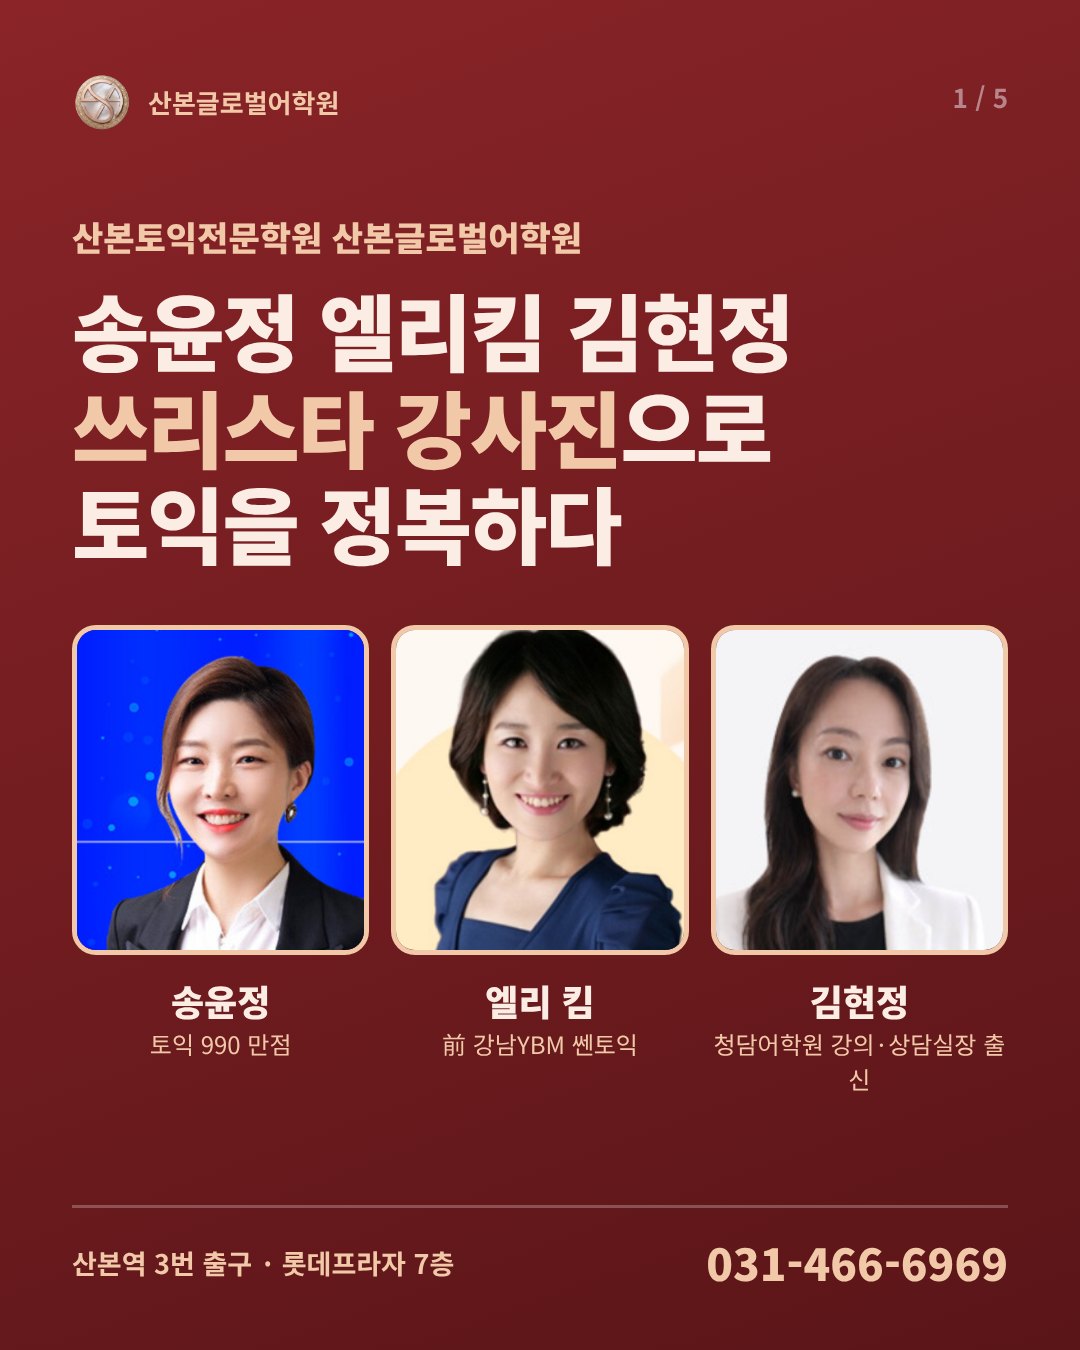 산본글로벌어학원
1 / 5
산본토익전문학원 산본글로벌어학원
송윤정 엘리킴 김현정
쓰리스타 강사진으로
토익을 정복하다
송윤정
토익 990 만점
엘리 킴
前 강남YBM 쎈토익
김현정
청담어학원 강의·상담실장 출
신
산본역 3번 출구 · 롯데프라자 7층
031-466-6969